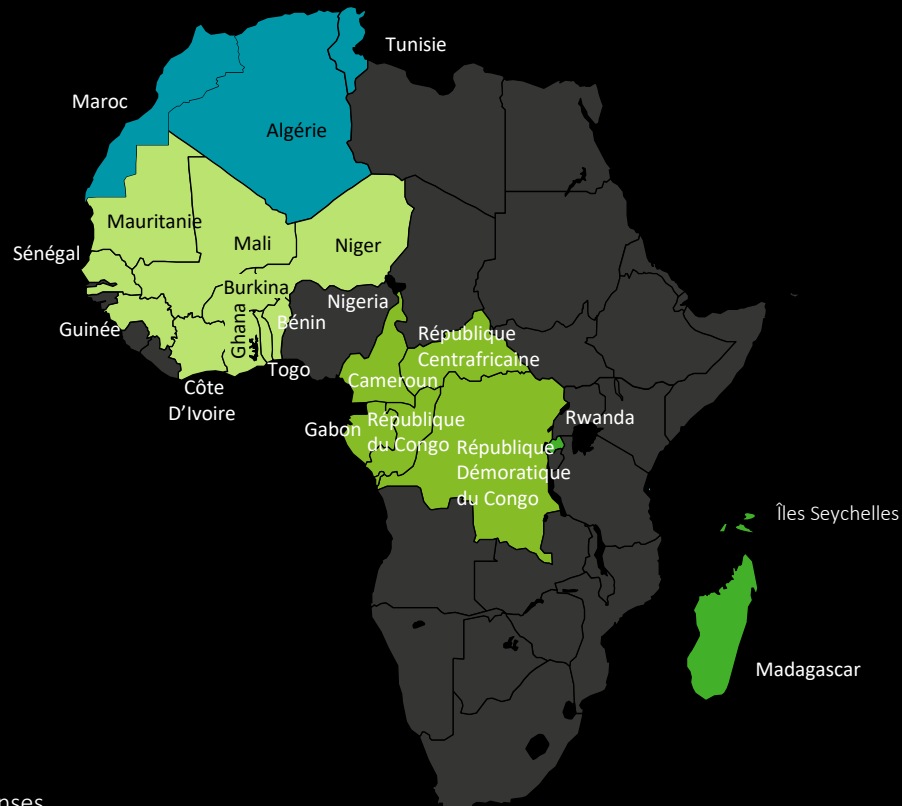 Tunisie
Maroc
Algérie
Mauritanie
Mali
Niger
Sénégal
Burkina
Nigeria
Ghana
Bénin
Guinée
République
Centrafricaine
Togo
Cameroun
Côte
D'Ivoire
Gabon
République
du Congo
Rwanda
République
Démoratique
du Congo
Îles Seychelles
Madagascar